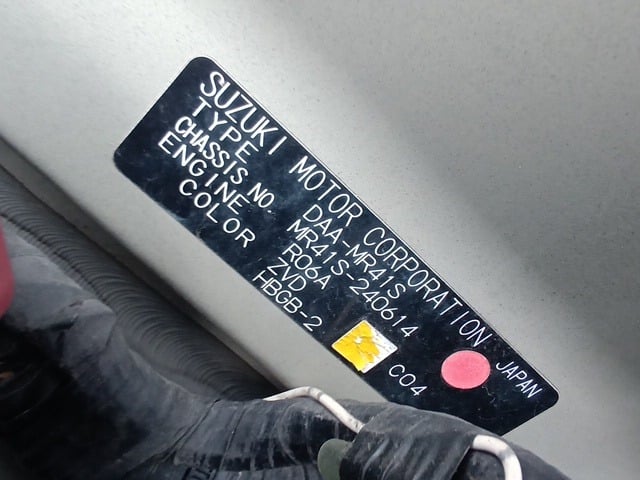 SUZUKI MOTOR CORPORATION JAPAN
TYPE DAA-MR41S
CHASSIS NO. MR41S-240614
ENGINE R06A
COLOR ZVD
HBGB-2 C04